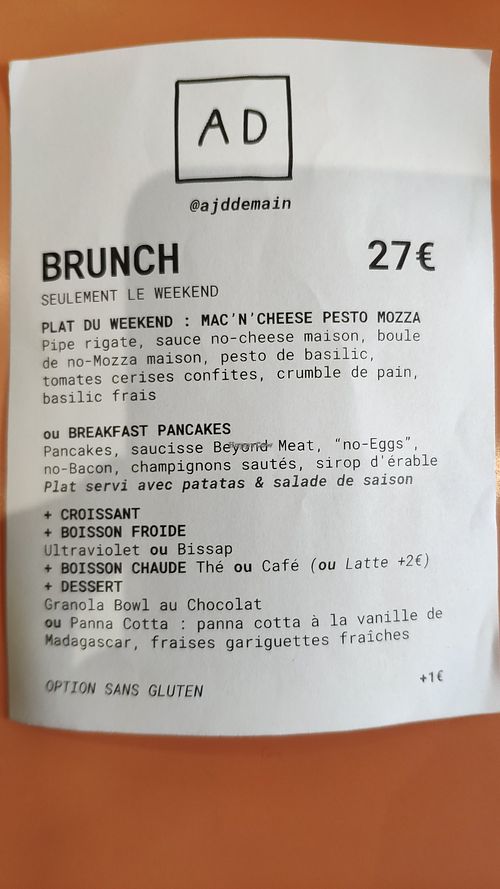 AD
@ajddemain
BRUNCH 27€
SEULEMENT LE WEEKEND
PLAT DU WEEKEND : MAC'N'CHEESE PESTO MOZZA
Pipe rigate, sauce no-cheese maison, boule
de no-Mozza maison, pesto de basilic,
tomates cerises confites, crumble de pain,
basilic frais
ou BREAKFAST PANCAKES
Pancakes, saucisse Beyond Meat, “no-Eggs”,
no-Bacon, champignons sautés, sirop d'érable
Plat servi avec patatas & salade de saison
+ CROISSANT
+ BOISSON FROIDE
Ultraviolet ou Bissap
+ BOISSON CHAUDE Thé ou Café (ou Latte +2€)
+ DESSERT
Granola Bowl au Chocolat
ou Panna Cotta : panna cotta à la vanille de
Madagascar, fraises gariguettes fraîches
OPTION SANS GLUTEN +1€